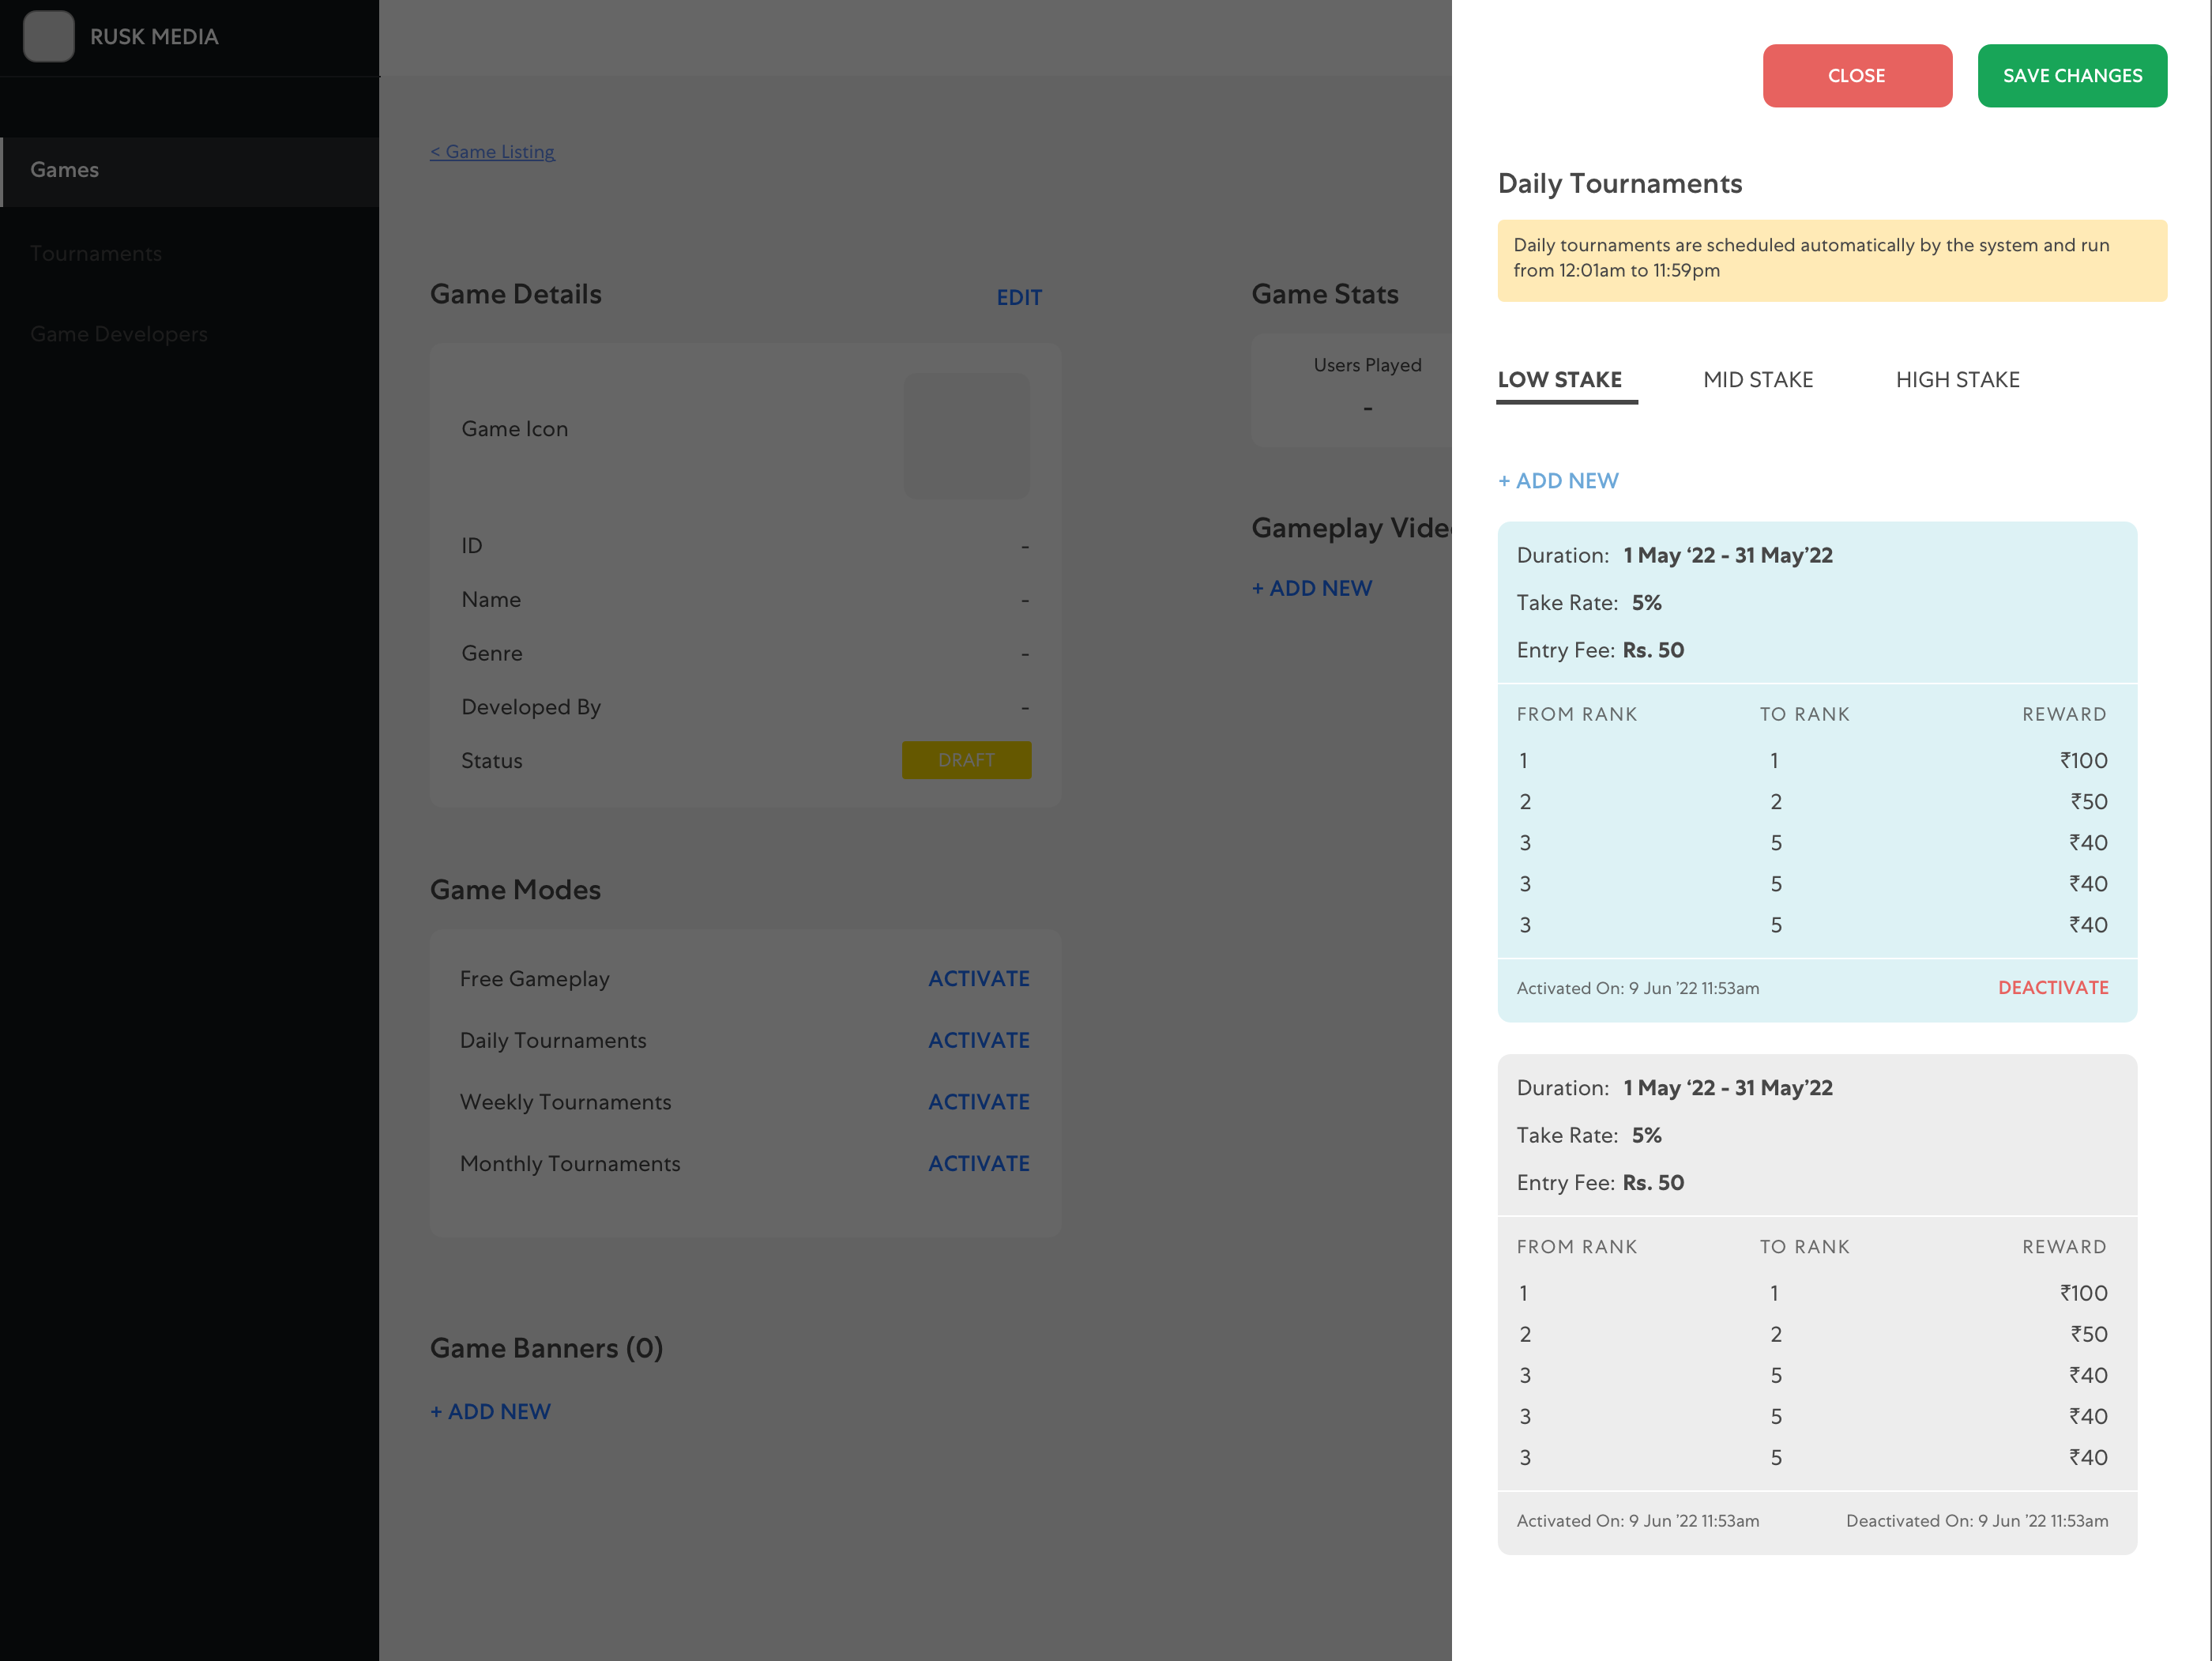 RUSK MEDIA
Games
Tournaments
Game Developers
< Game Listing
Game Details
EDIT
Game Icon
ID -
Name -
Genre -
Developed By -
Status DRAFT
Game Modes
Free Gameplay ACTIVATE
Daily Tournaments ACTIVATE
Weekly Tournaments ACTIVATE
Monthly Tournaments ACTIVATE
Game Banners (0)
+ ADD NEW
Game Stats
Users Played
-
Gameplay Vide
+ ADD NEW
CLOSE SAVE CHANGES
Daily Tournaments
Daily tournaments are scheduled automatically by the system and run
from 12:01am to 11:59pm
LOW STAKE MID STAKE HIGH STAKE
+ ADD NEW
Duration: 1 May ‘22 - 31 May’22
Take Rate: 5%
Entry Fee: Rs. 50
FROM RANK TO RANK REWARD
1 1 ₹100
2 2 ₹50
3 5 ₹40
3 5 ₹40
3 5 ₹40
Activated On: 9 Jun ’22 11:53am DEACTIVATE
Duration: 1 May ‘22 - 31 May’22
Take Rate: 5%
Entry Fee: Rs. 50
FROM RANK TO RANK REWARD
1 1 ₹100
2 2 ₹50
3 5 ₹40
3 5 ₹40
3 5 ₹40
Activated On: 9 Jun ’22 11:53am Deactivated On: 9 Jun ’22 11:53am